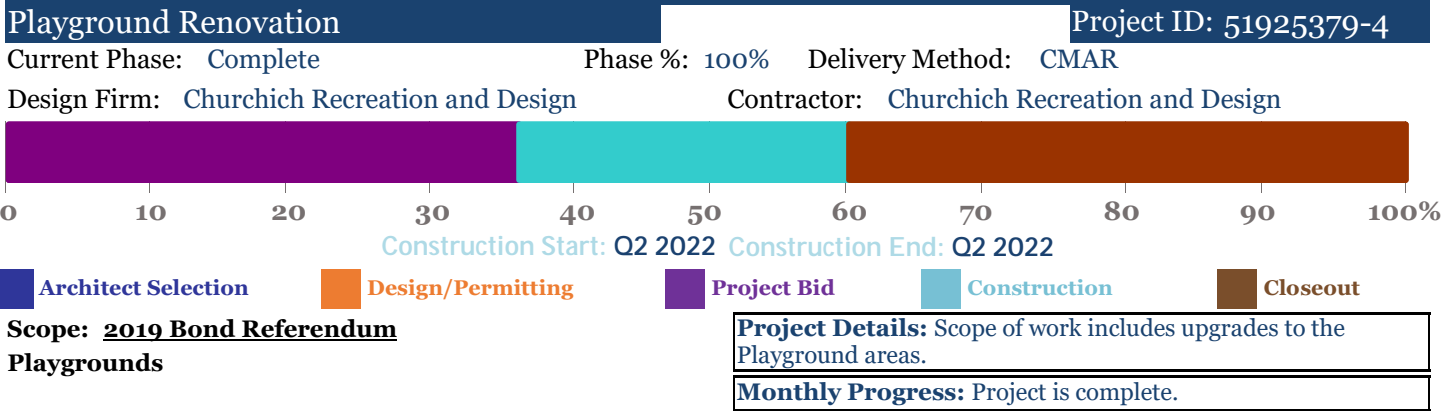 Playground Renovation Project ID: 51925379-4
Current Phase: Complete Phase %: 100% Delivery Method: CMAR
Design Firm: Churchich Recreation and Design Contractor: Churchich Recreation and Design
0 10 20 30 40 50 60 70 80 90 100%
Construction Start: Q2 2022 Construction End: Q2 2022
Architect Selection Design/Permitting Project Bid Construction Closeout
Scope: 2019 Bond Referendum
Playgrounds
Project Details: Scope of work includes upgrades to the
Playground areas.
Monthly Progress: Project is complete.